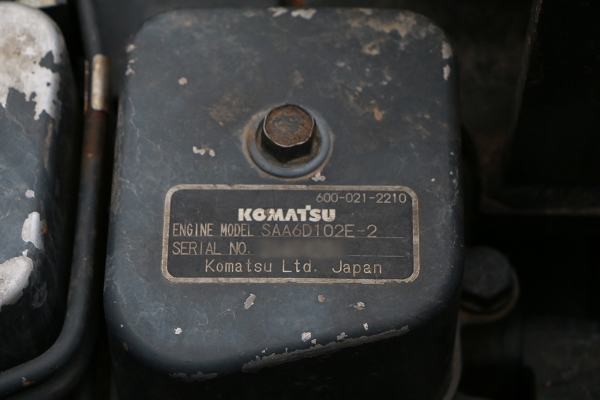 600-021-2210
KOMATSU
ENGINE MODEL SAA6D102E-2
SERIAL NO.
Komatsu Ltd. Japan